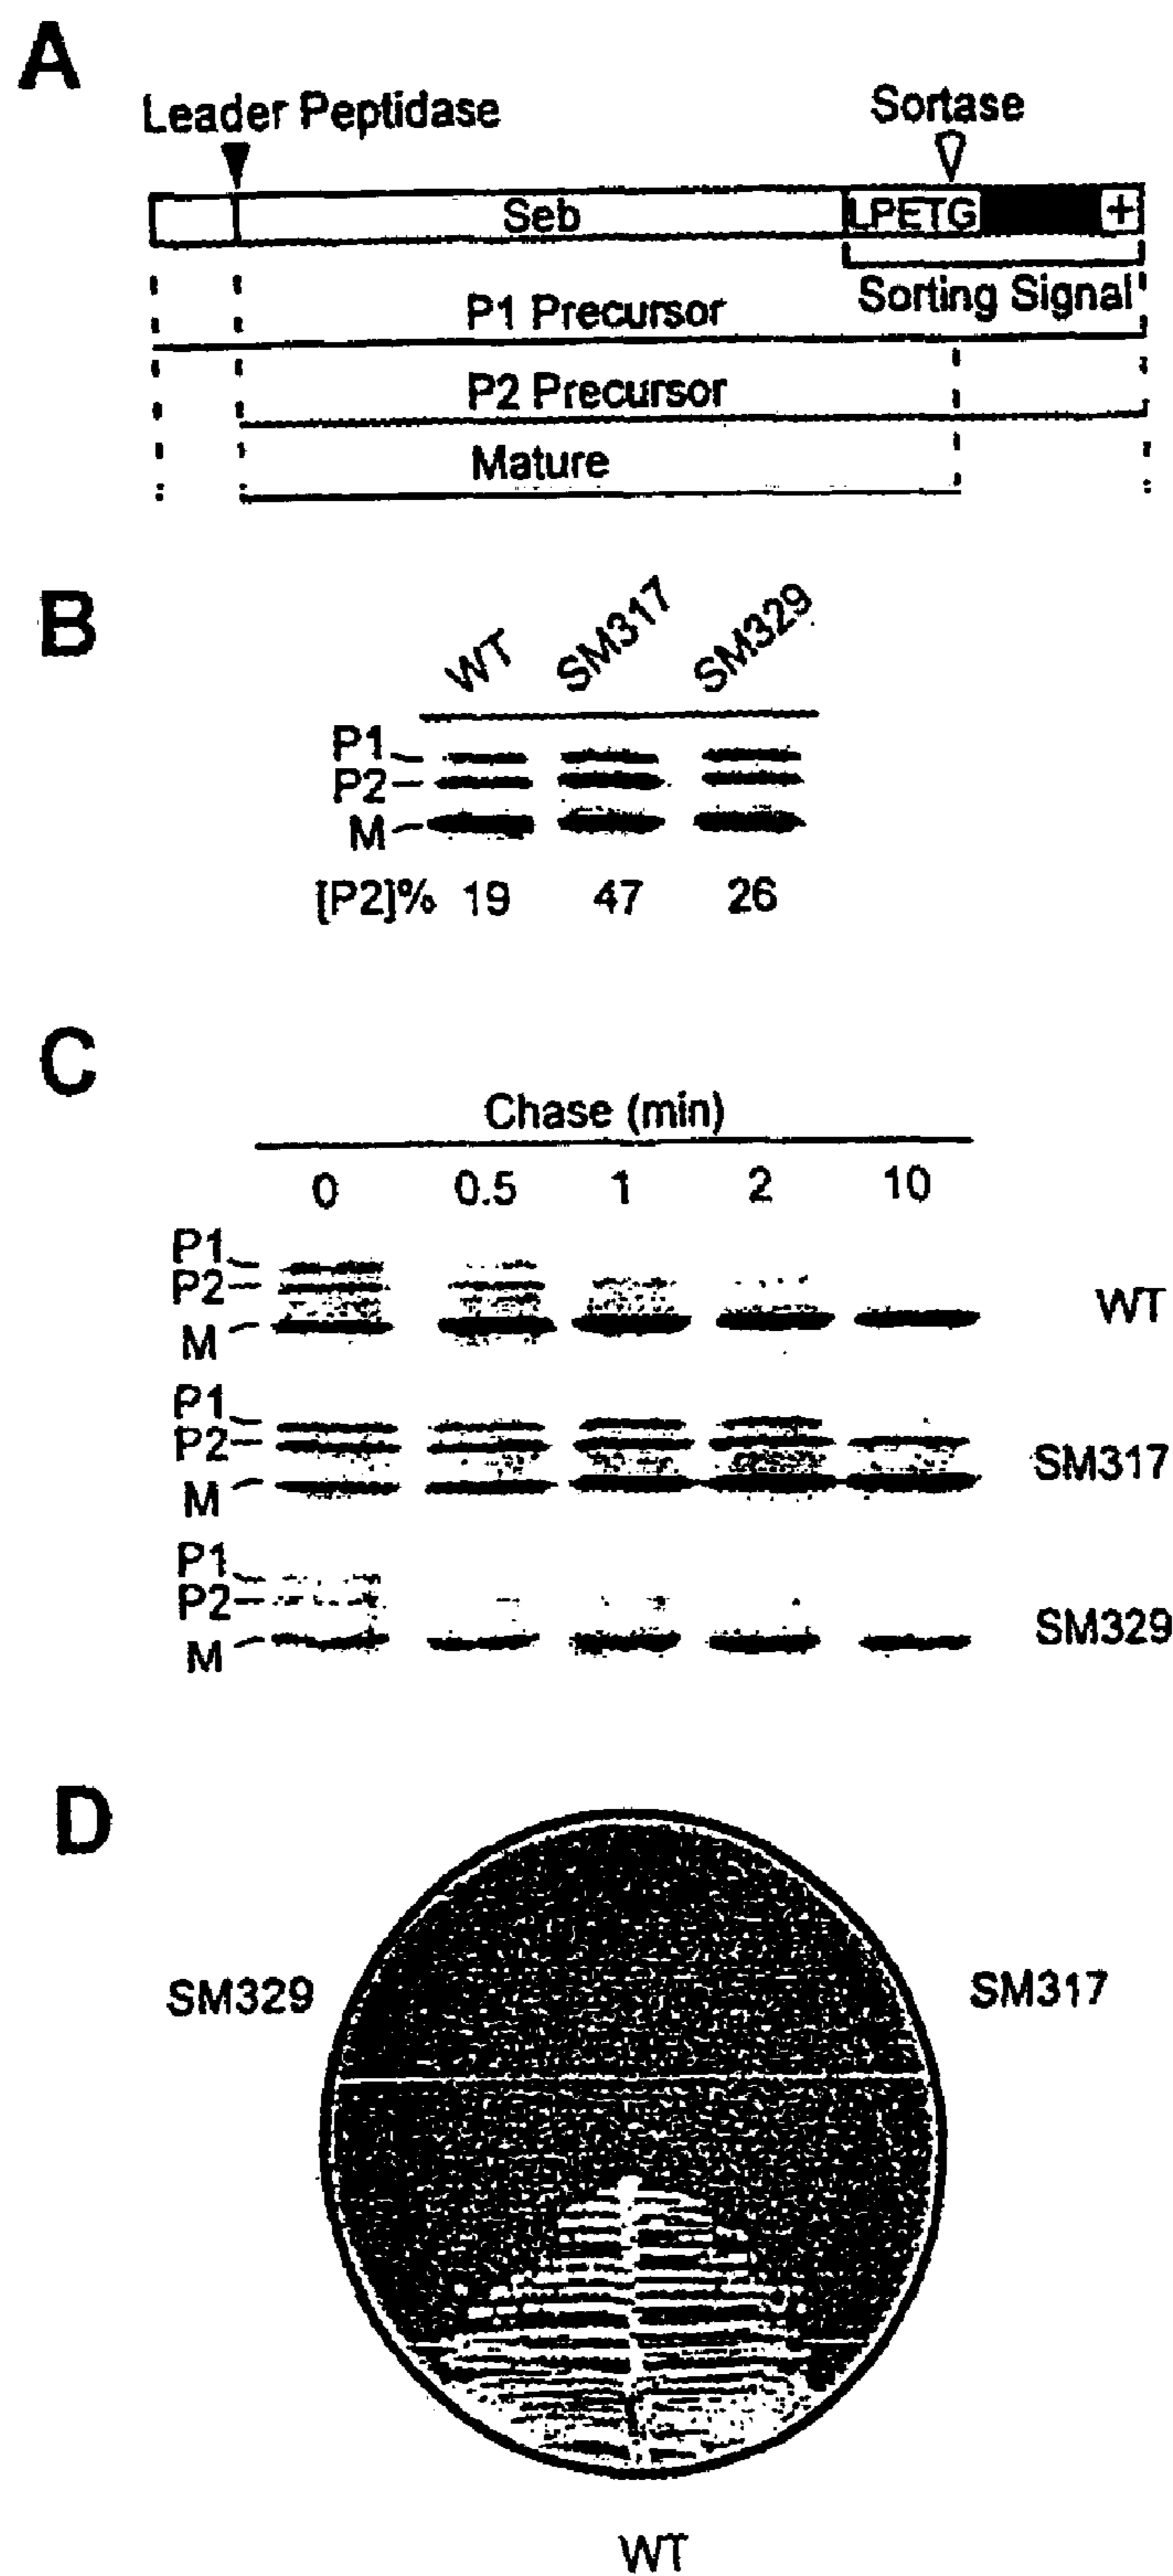 A
Leader Peptidase Sortase
Seb LPETG +
Sorting Signal
P1 Precursor
P2 Precursor
Mature
B
WT SM317 SM329
P1
P2
M
[P2]% 19 47 26
C
Chase (min)
0 0.5 1 2 10
P1
P2
M
WT
P1
P2
M
SM317
P1
P2
M
SM329
D
SM329 SM317
WT